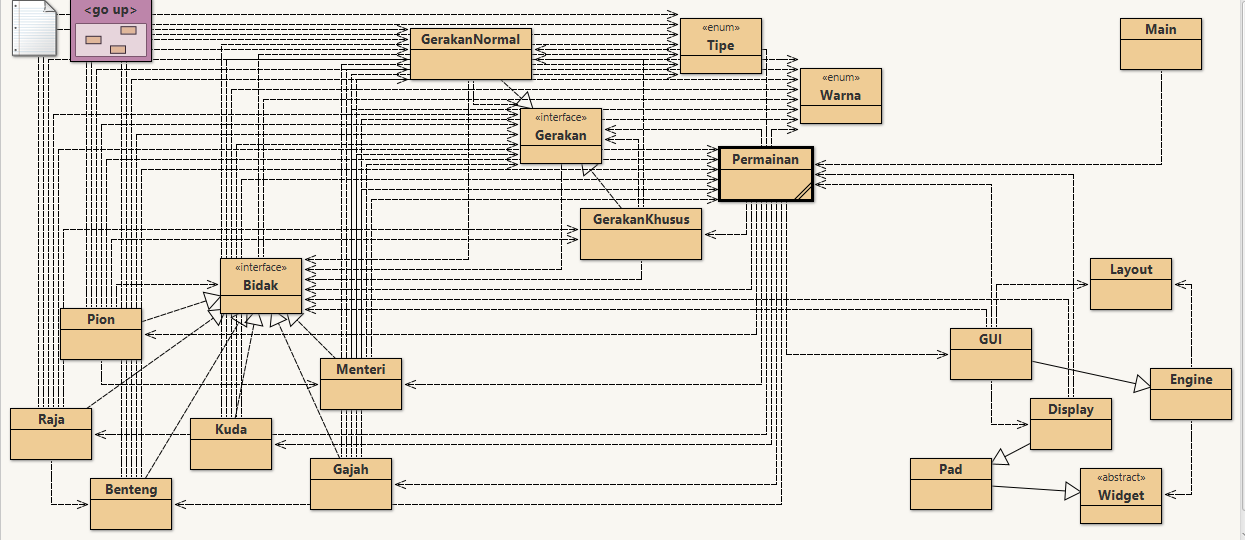 <go up>
GerakanNormal
«enum»
Tipe
Main
«enum»
Warna
«interface»
Gerakan
Permainan
GerakanKhusus
«interface»
Bidak
Layout
Pion
GUI
Menteri
Engine
Raja
Display
Kuda
Gajah
Pad
Benteng
«abstract»
Widget